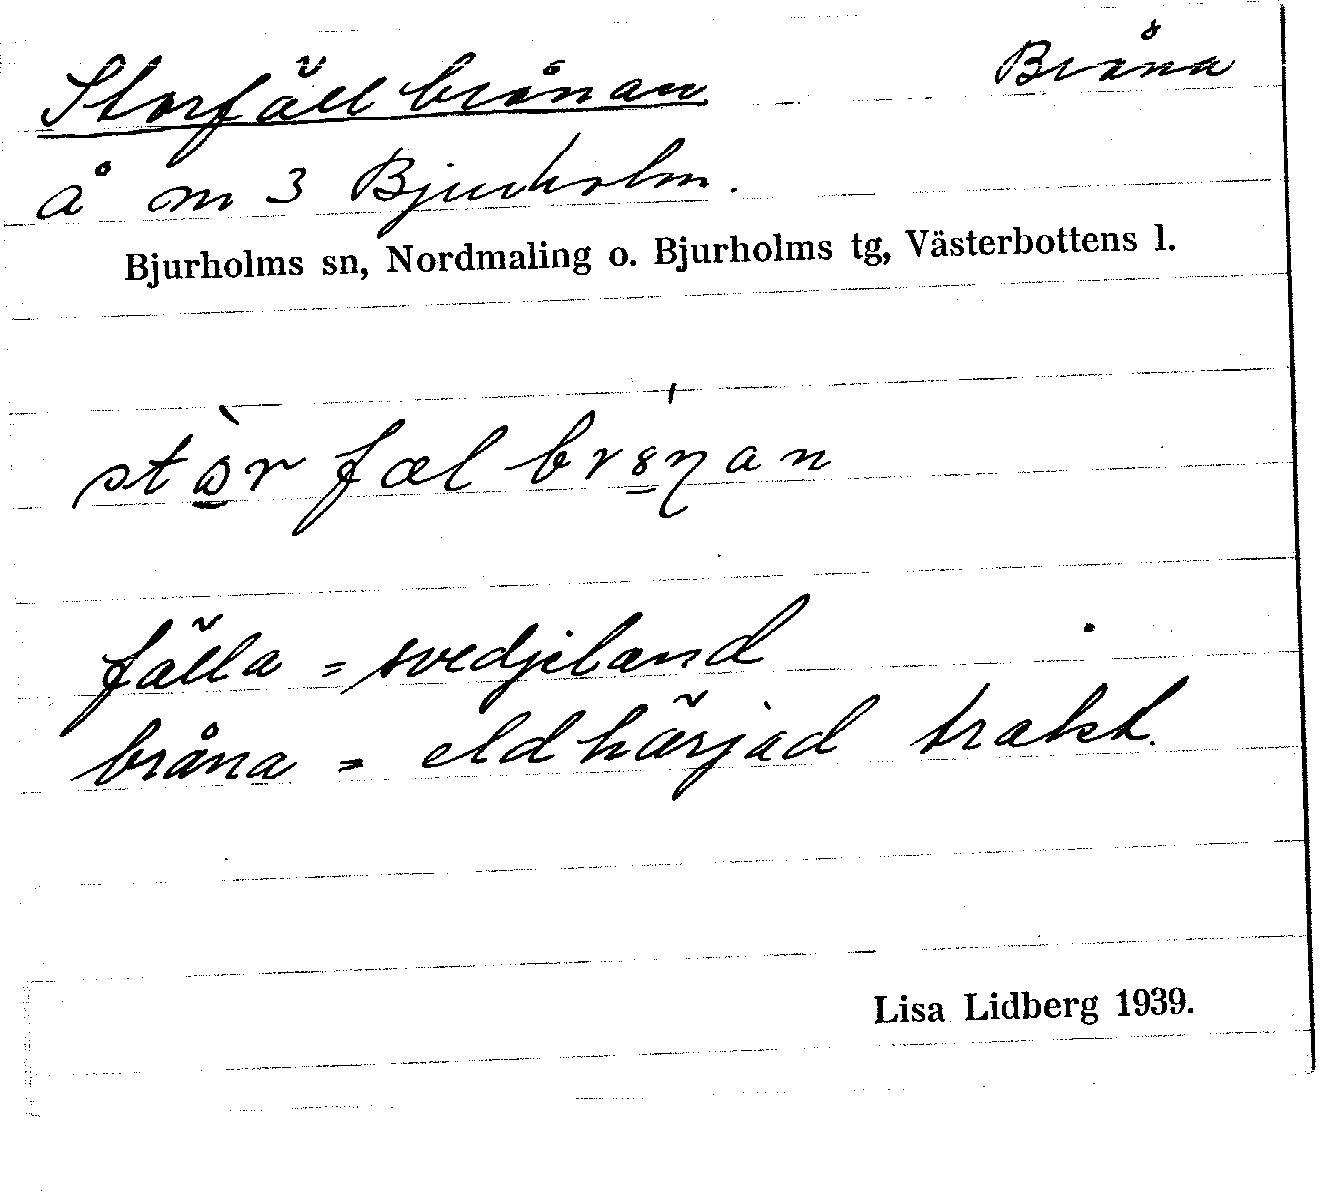 Storfällbrånan Bråna
Å m 3 Bjurholm.
Bjurholms sn, Nordmaling o. Bjurholms tg, Västerbottens l.
fälla = svedjeland
bråna = eldhärjad trakt.
Lisa Lidberg 1939.